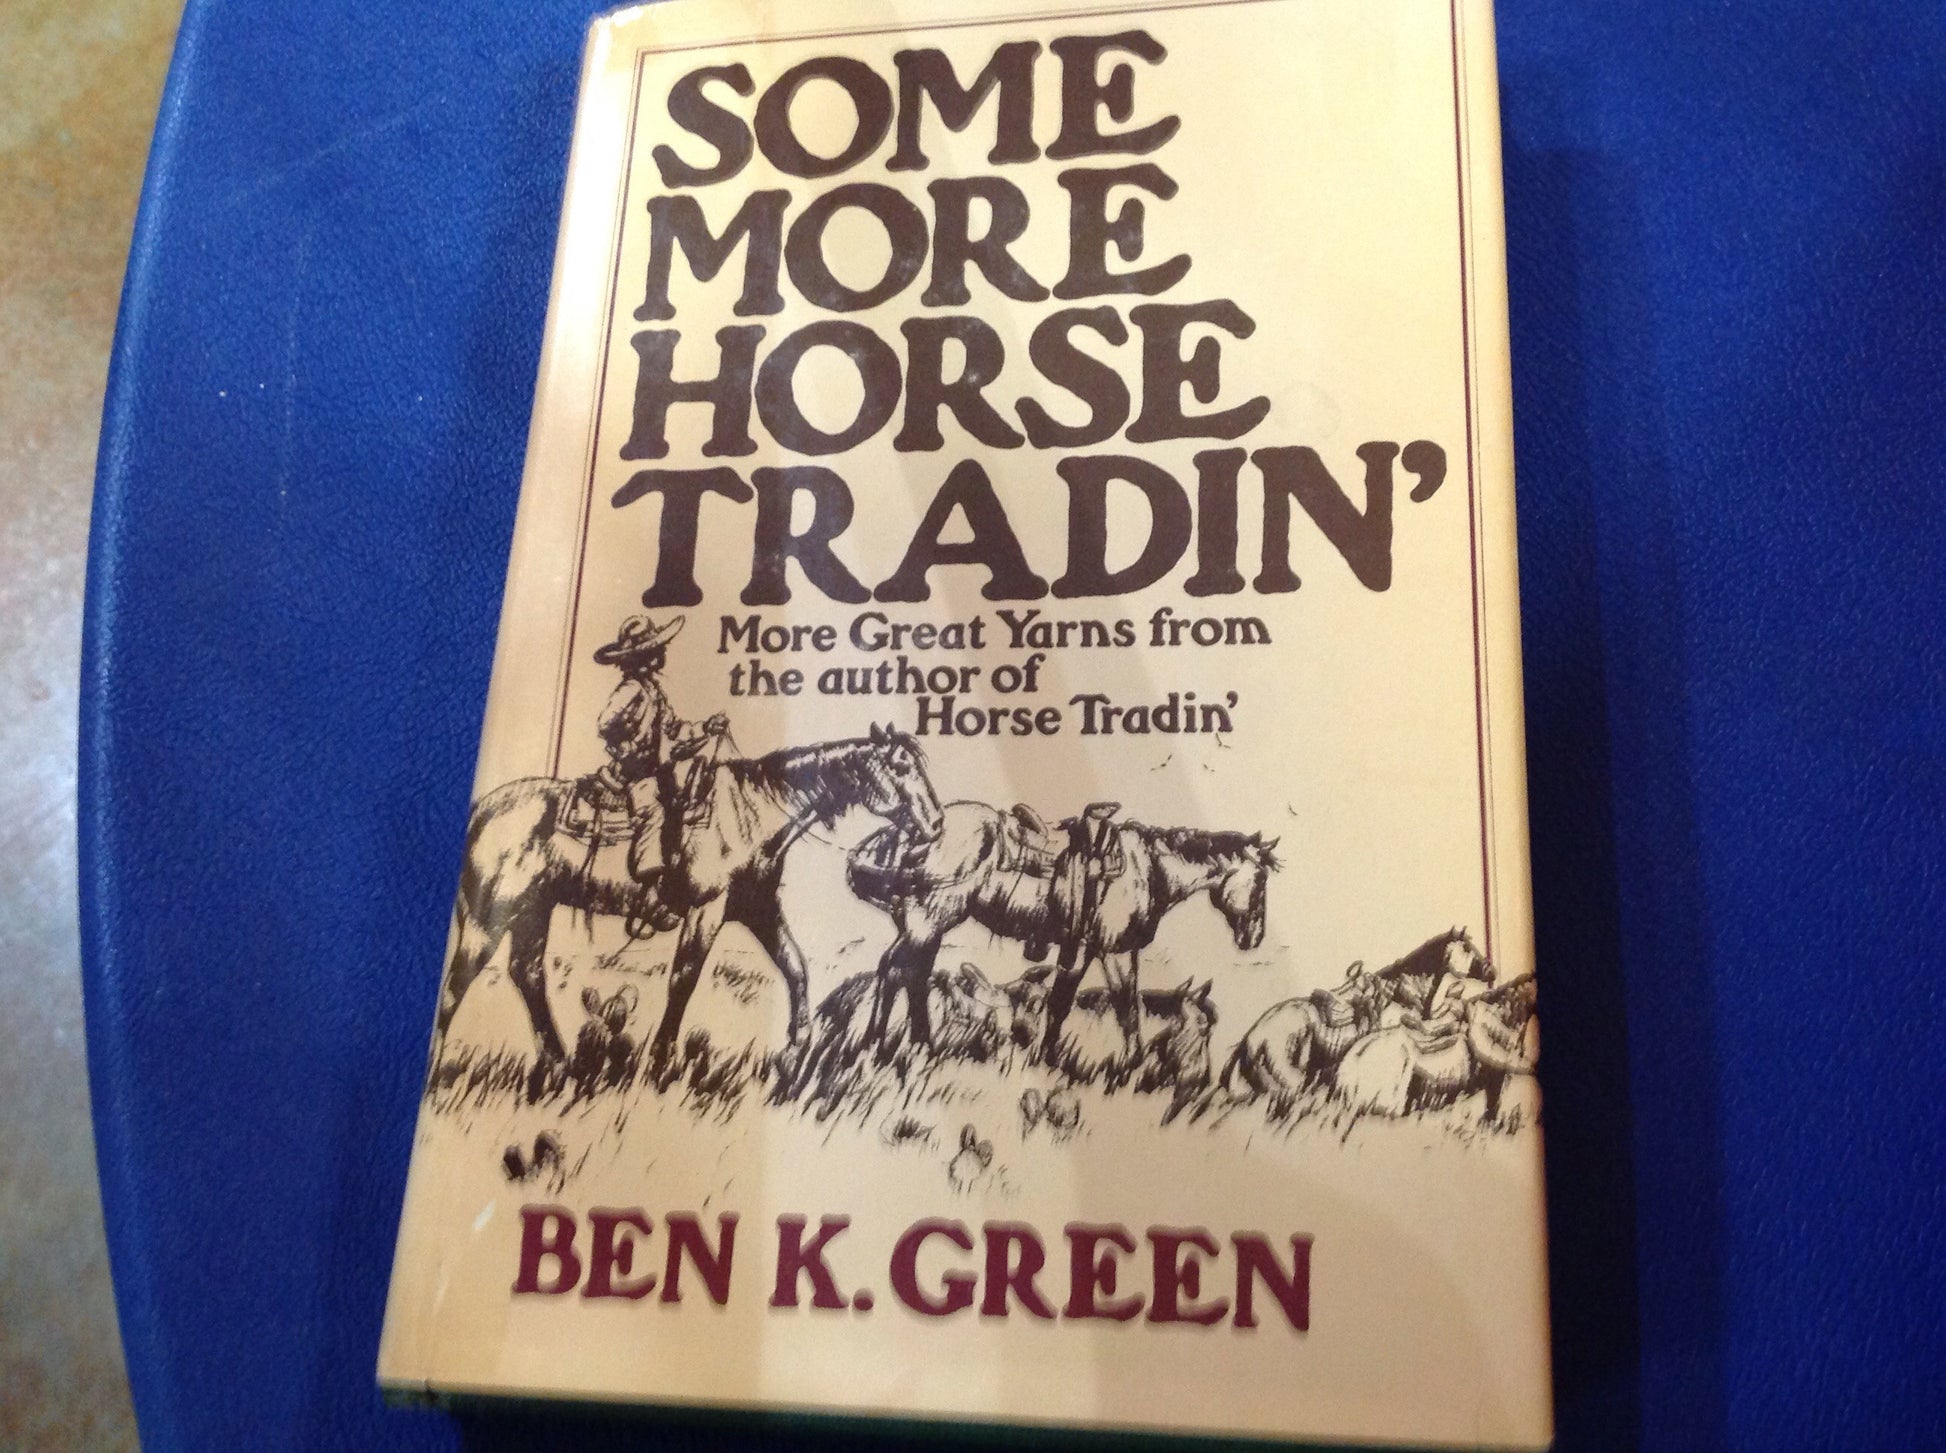 SOME
MORE
HORSE
TRADIN'
More Great Yarns from
the author of
Horse Tradin'
BEN K. GREEN